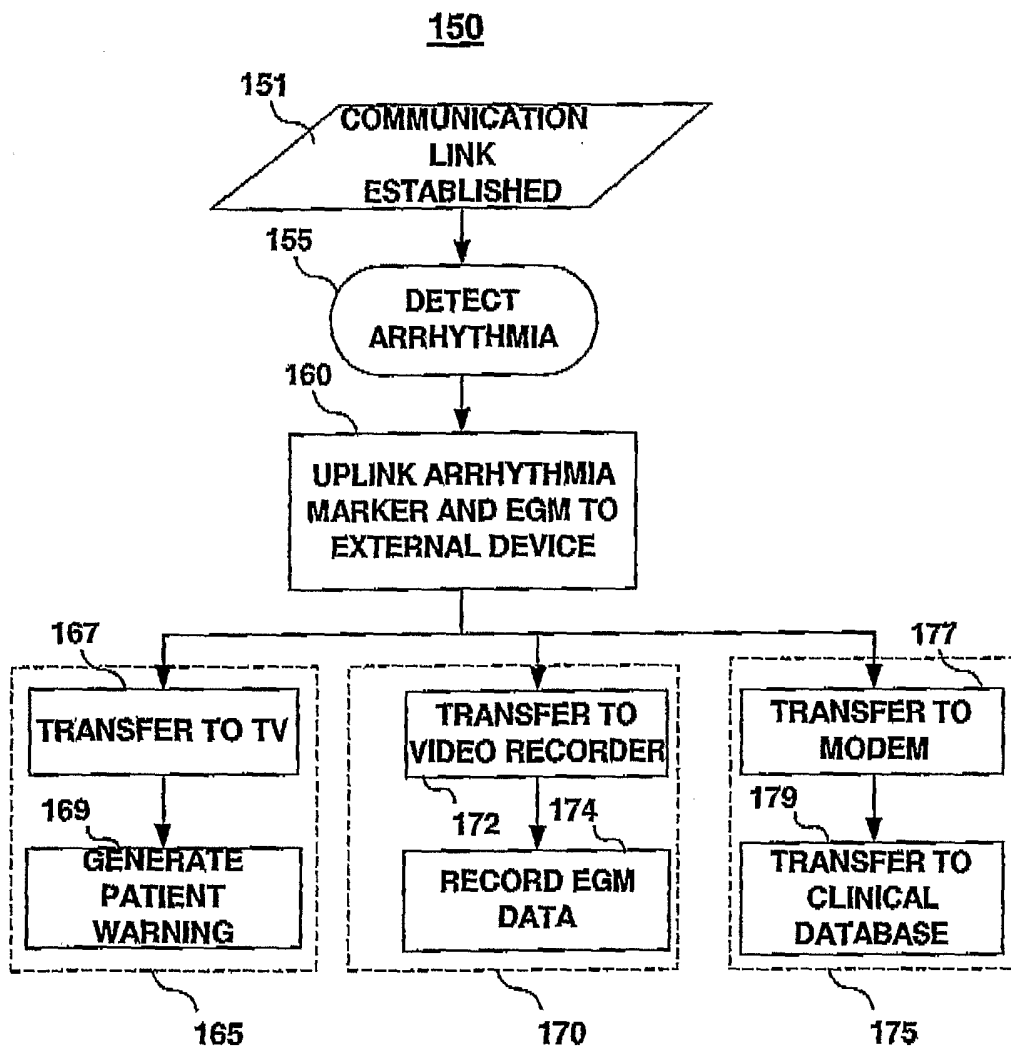 150
151
COMMUNICATION
LINK
ESTABLISHED
155
DETECT
ARRHYTHMIA
160
UPLINK ARRHYTHMIA
MARKER AND EGM TO
EXTERNAL DEVICE
167
TRANSFER TO TV
169
GENERATE
PATIENT
WARNING
165
TRANSFER TO
VIDEO RECORDER
172
174
RECORD EGM
DATA
170
177
TRANSFER TO
MODEM
179
TRANSFER TO
CLINICAL
DATABASE
175